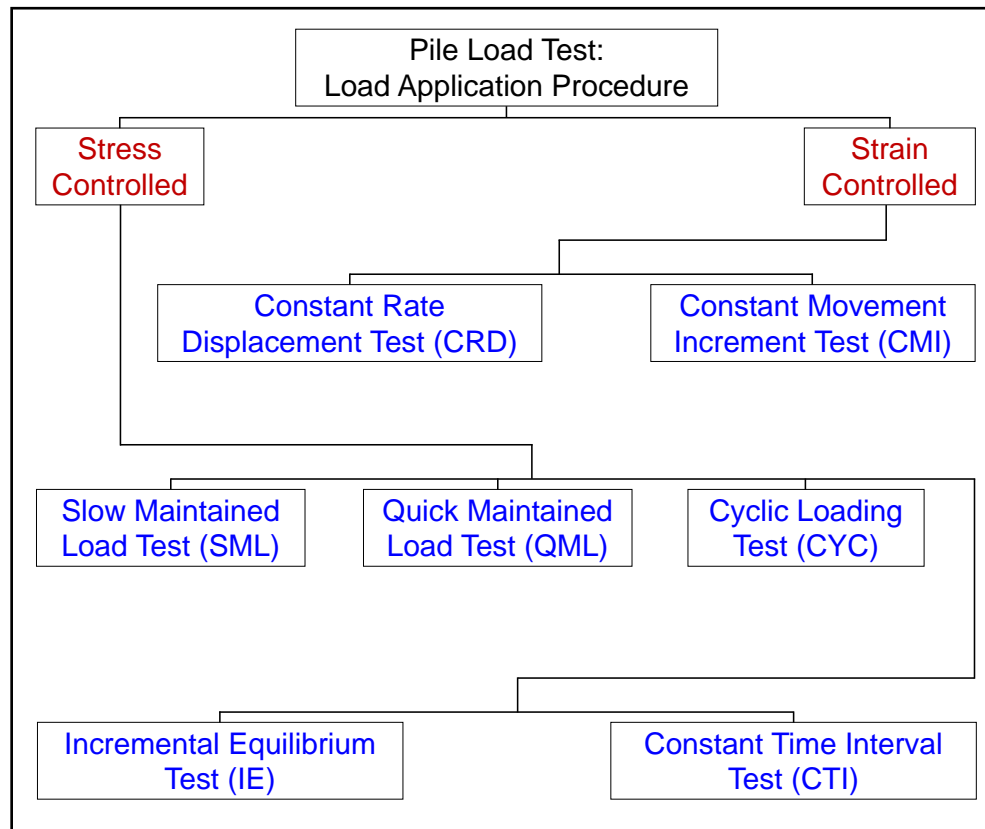 Pile Load Test:
Load Application Procedure
Stress
Controlled
Strain
Controlled
Constant Rate
Displacement Test (CRD)
Constant Movement
Increment Test (CMI)
Slow Maintained
Load Test (SML)
Quick Maintained
Load Test (QML)
Cyclic Loading
Test (CYC)
Incremental Equilibrium
Test (IE)
Constant Time Interval
Test (CTI)